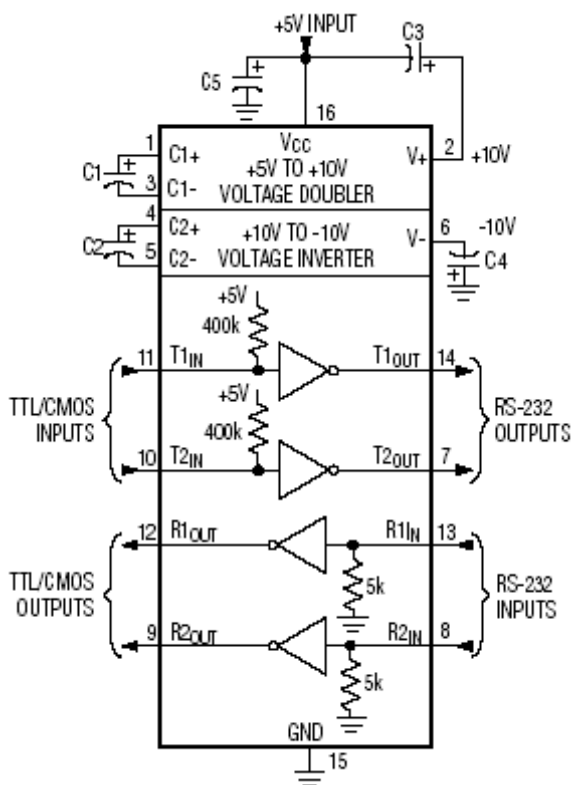 +5V INPUT
C3
+
C5
+
16
1
VCC
2
C1+
V+
+10V
+
C1
+5V TO +10V
3
C1-
VOLTAGE DOUBLER
4
C2+
+10V TO -10V
6
-10V
+
C2
V-
5
C2-
VOLTAGE INVERTER
+
C4
+5V
400k
11
T1IN
T1OUT
14
TTL/CMOS
INPUTS
+5V
400k
RS-232
OUTPUTS
10
T2IN
T2OUT
7
12
R1OUT
R1IN
13
TTL/CMOS
OUTPUTS
5k
RS-232
INPUTS
9
R2OUT
R2IN
8
5k
GND
15